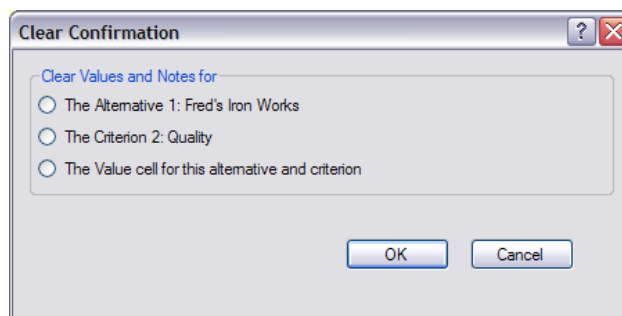 Clear Confirmation
?
Clear Values and Notes for
The Alternative 1: Fred's Iron Works
The Criterion 2: Quality
The Value cell for this alternative and criterion
OK Cancel